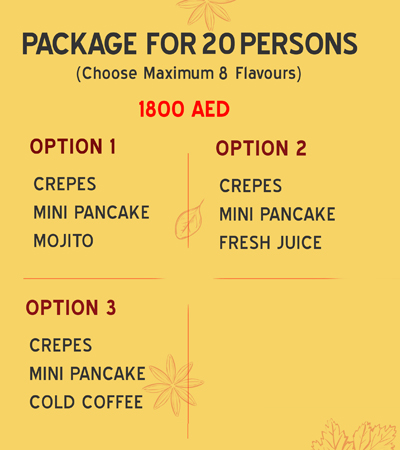 PACKAGE FOR 20 PERSONS
(Choose Maximum 8 Flavours)
1800 AED
OPTION 1
CREPES
MINI PANCAKE
MOJITO
OPTION 2
CREPES
MINI PANCAKE
FRESH JUICE
OPTION 3
CREPES
MINI PANCAKE
COLD COFFEE